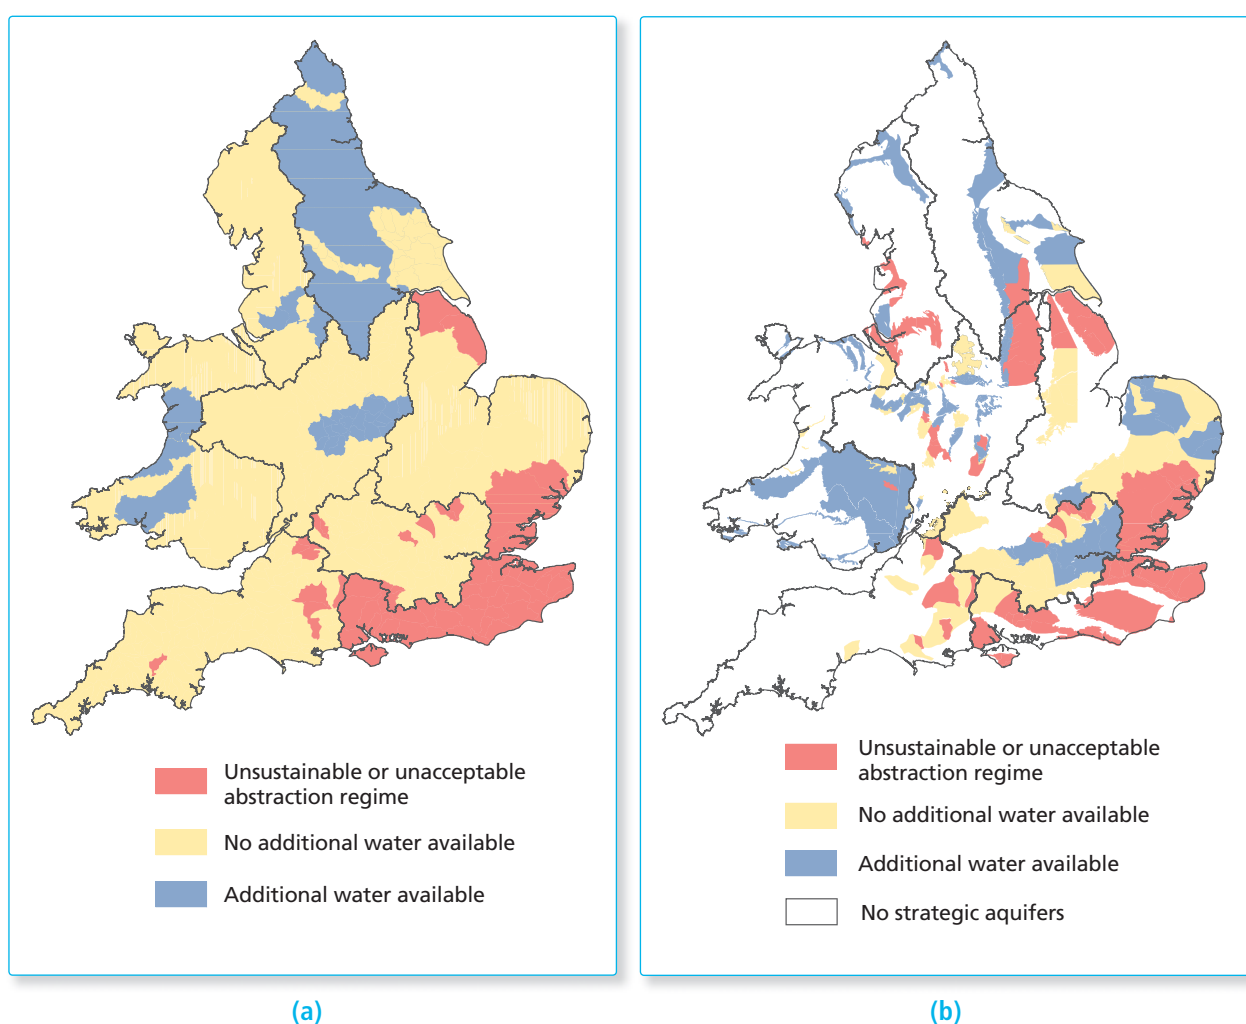 Unsustainable or unacceptable
abstraction regime
No additional water available
Additional water available
(a)
Unsustainable or unacceptable
abstraction regime
No additional water available
Additional water available
No strategic aquifers
(b)